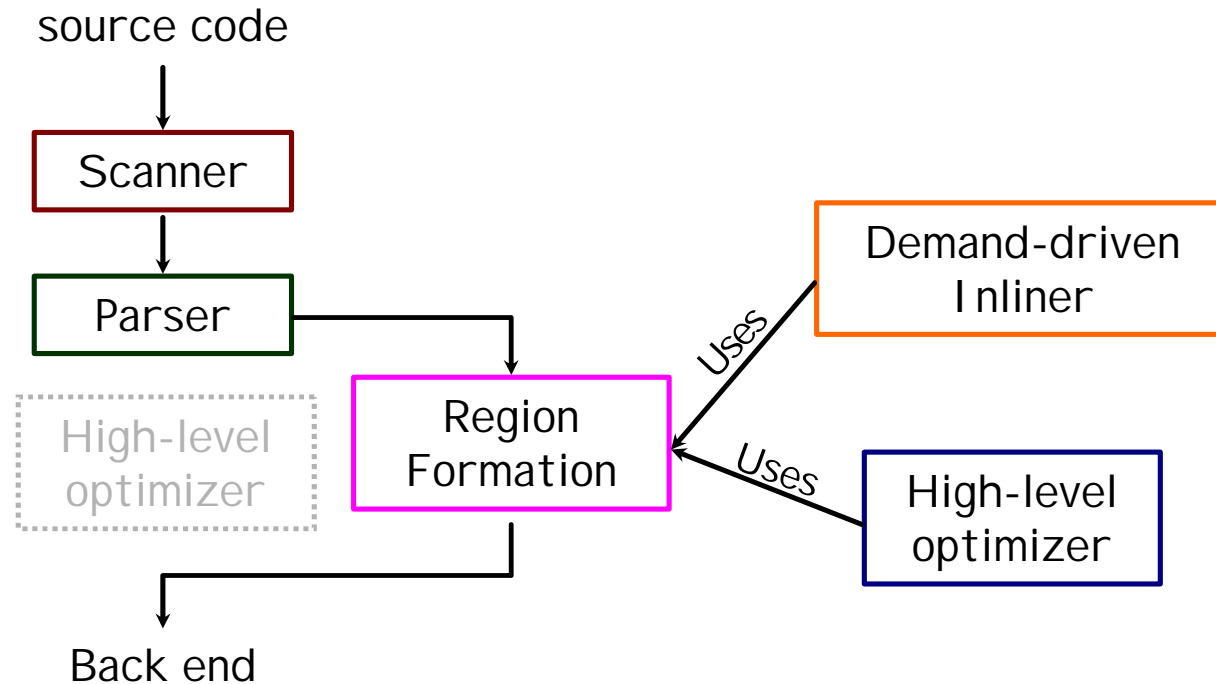 source code
Scanner
Parser
High-level
optimizer
Region
Formation
Back end
Demand-driven
Inliner
Uses
Uses
High-level
optimizer